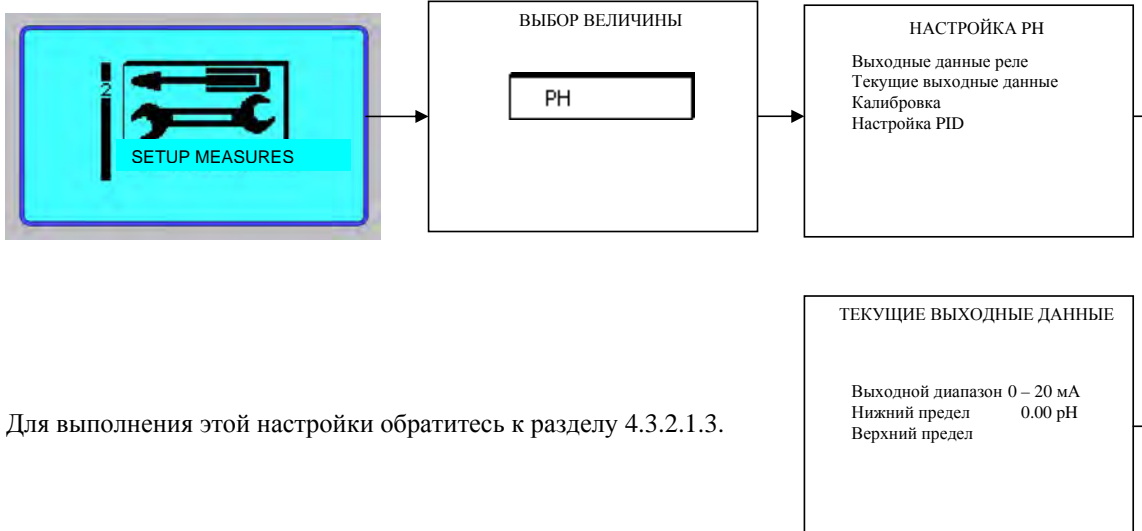 2
SETUP MEASURES
ВЫБОР ВЕЛИЧИНЫ
PH
НАСТРОЙКА PH
Выходные данные реле
Текущие выходные данные
Калибровка
Настройка PID
ТЕКУЩИЕ ВЫХОДНЫЕ ДАННЫЕ
Выходной диапазон 0 – 20 мА
Нижний предел 0.00 pH
Верхний предел
Для выполнения этой настройки обратитесь к разделу 4.3.2.1.3.